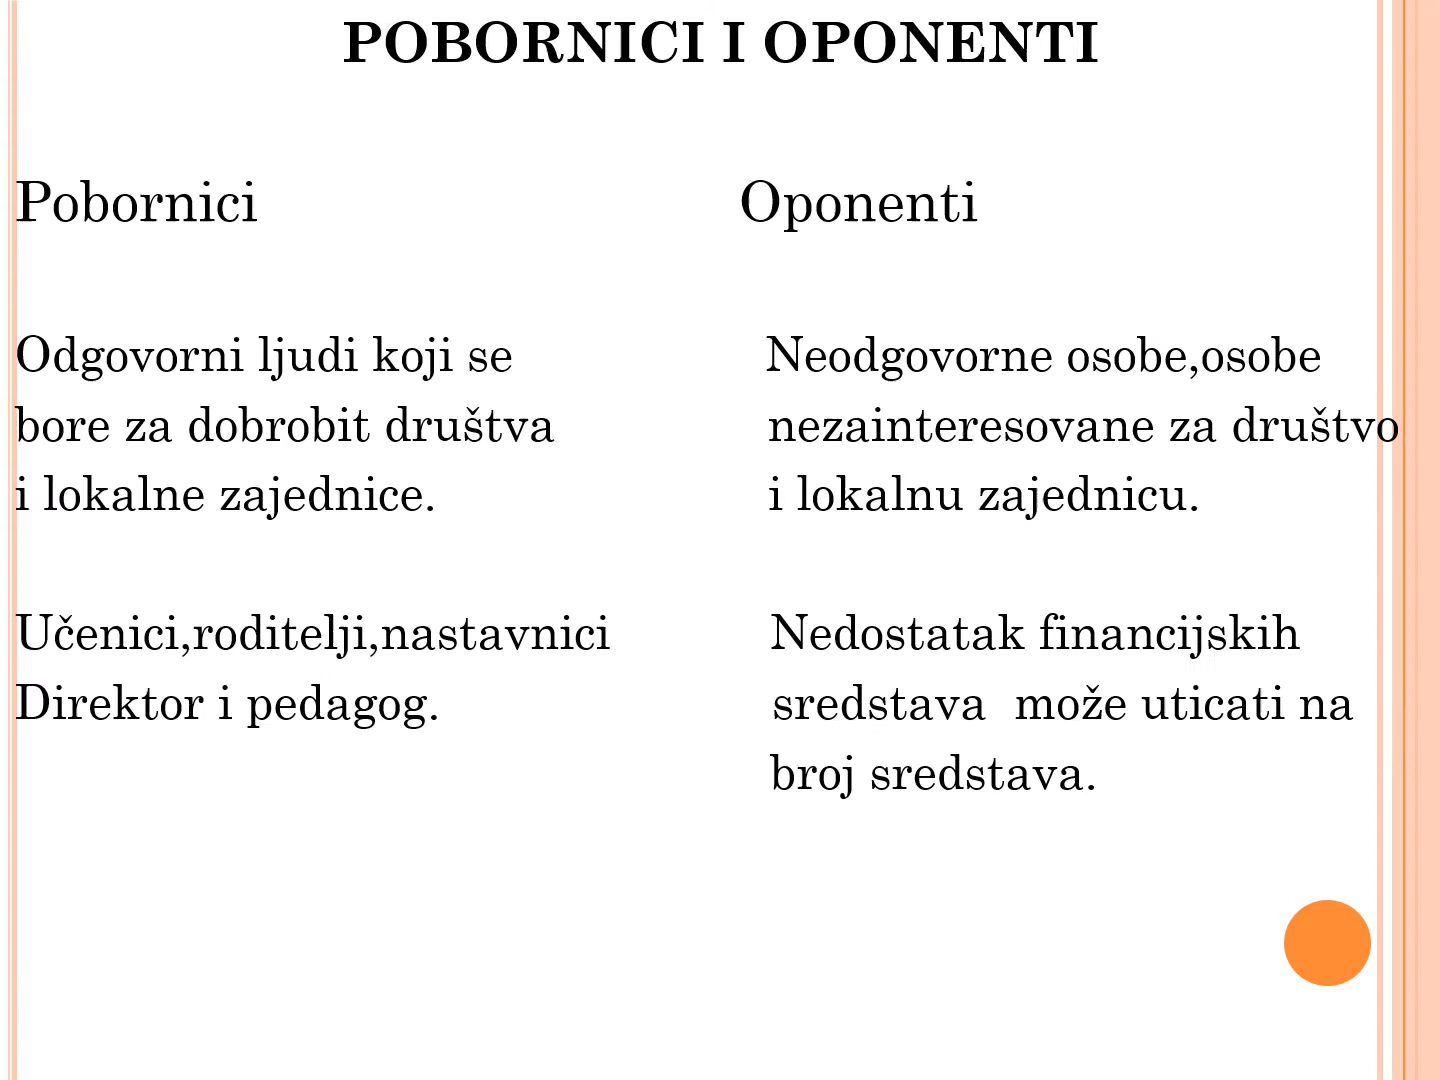 POBORNICI I OPONENTI
Pobornici
Oponenti
Odgovorni ljudi koji se
bore za dobrobit društva
i lokalne zajednice.
Neodgovorne osobe,osobe
nezainteresovane za društvo
i lokalnu zajednicu.
Učenici,roditelji,nastavnici
Direktor i pedagog.
Nedostatak financijskih
sredstava  može uticati na
broj sredstava.